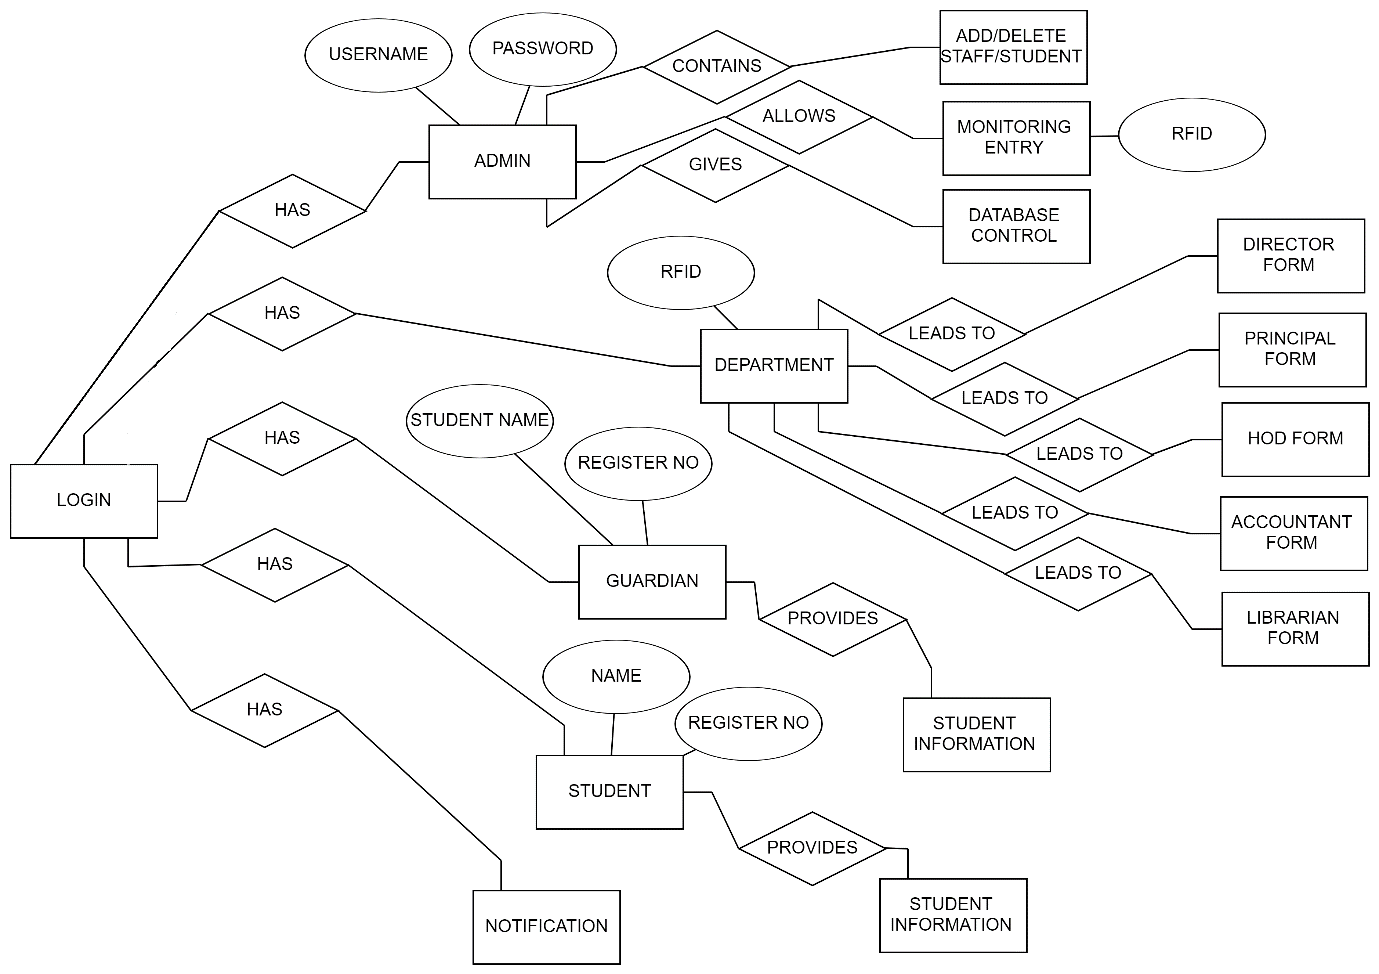 USERNAME
PASSWORD
CONTAINS
ADD/DELETE
STAFF/STUDENT
ALLOWS
MONITORING
ENTRY
RFID
ADMIN
GIVES
HAS
DATABASE
CONTROL
RFID
DIRECTOR
FORM
HAS
LEADS TO
DEPARTMENT
PRINCIPAL
FORM
LEADS TO
STUDENT NAME
HAS
HOD FORM
LEADS TO
REGISTER NO
LOGIN
LEADS TO
ACCOUNTANT
FORM
HAS
GUARDIAN
LEADS TO
PROVIDES
LIBRARIAN
FORM
NAME
HAS
REGISTER NO
STUDENT
INFORMATION
STUDENT
PROVIDES
NOTIFICATION
STUDENT
INFORMATION